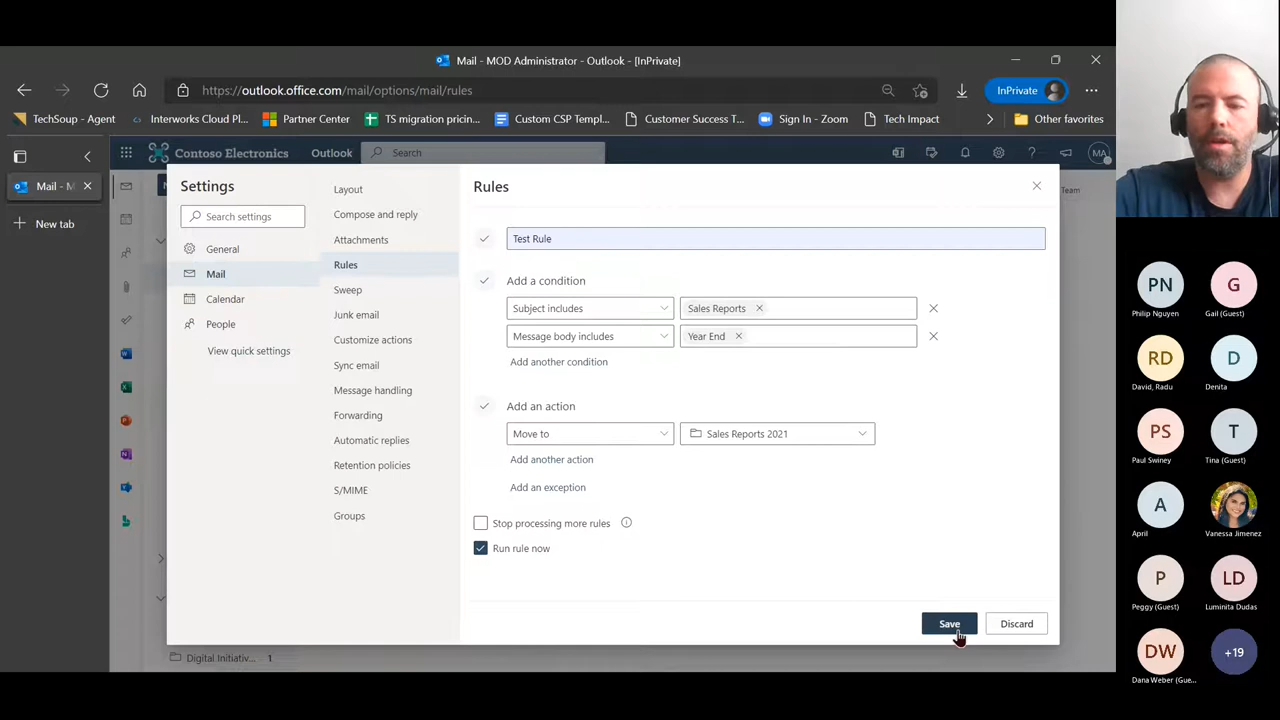 Mail - MOD Administrator - Outlook - [InPrivate]
https://outlook.office.com/mail/options/mail/rules
InPrivate
TechSoup - Agent
Interworks Cloud Pl...
Partner Center
TS migration pricin...
Custom CSP Templ...
Customer Success T...
Sign In - Zoom
Tech Impact
Other favorites
Mail - M
New tab
Contoso Electronics
Outlook
Search
MA
Team
Settings
Search settings
General
Mail
Calendar
People
View quick settings
Layout
Compose and reply
Attachments
Rules
Sweep
Junk email
Customize actions
Sync email
Message handling
Forwarding
Automatic replies
Retention policies
S/MIME
Groups
Rules
Test Rule
Add a condition
Subject includes
Sales Reports
Message body includes
Year End
Add another condition
Add an action
Move to
Sales Reports 2021
Add another action
Add an exception
Stop processing more rules
Run rule now
Save
Discard
Digital Initiativ...
1
PN
Philip Nguyen
G
Gail (Guest)
RD
David, Radu
D
Denita
PS
Paul Swiney
T
Tina (Guest)
A
April
Vanessa Jimenez
P
Peggy (Guest)
LD
Luminita Dudas
DW
Dana Weber (Gue...
+19